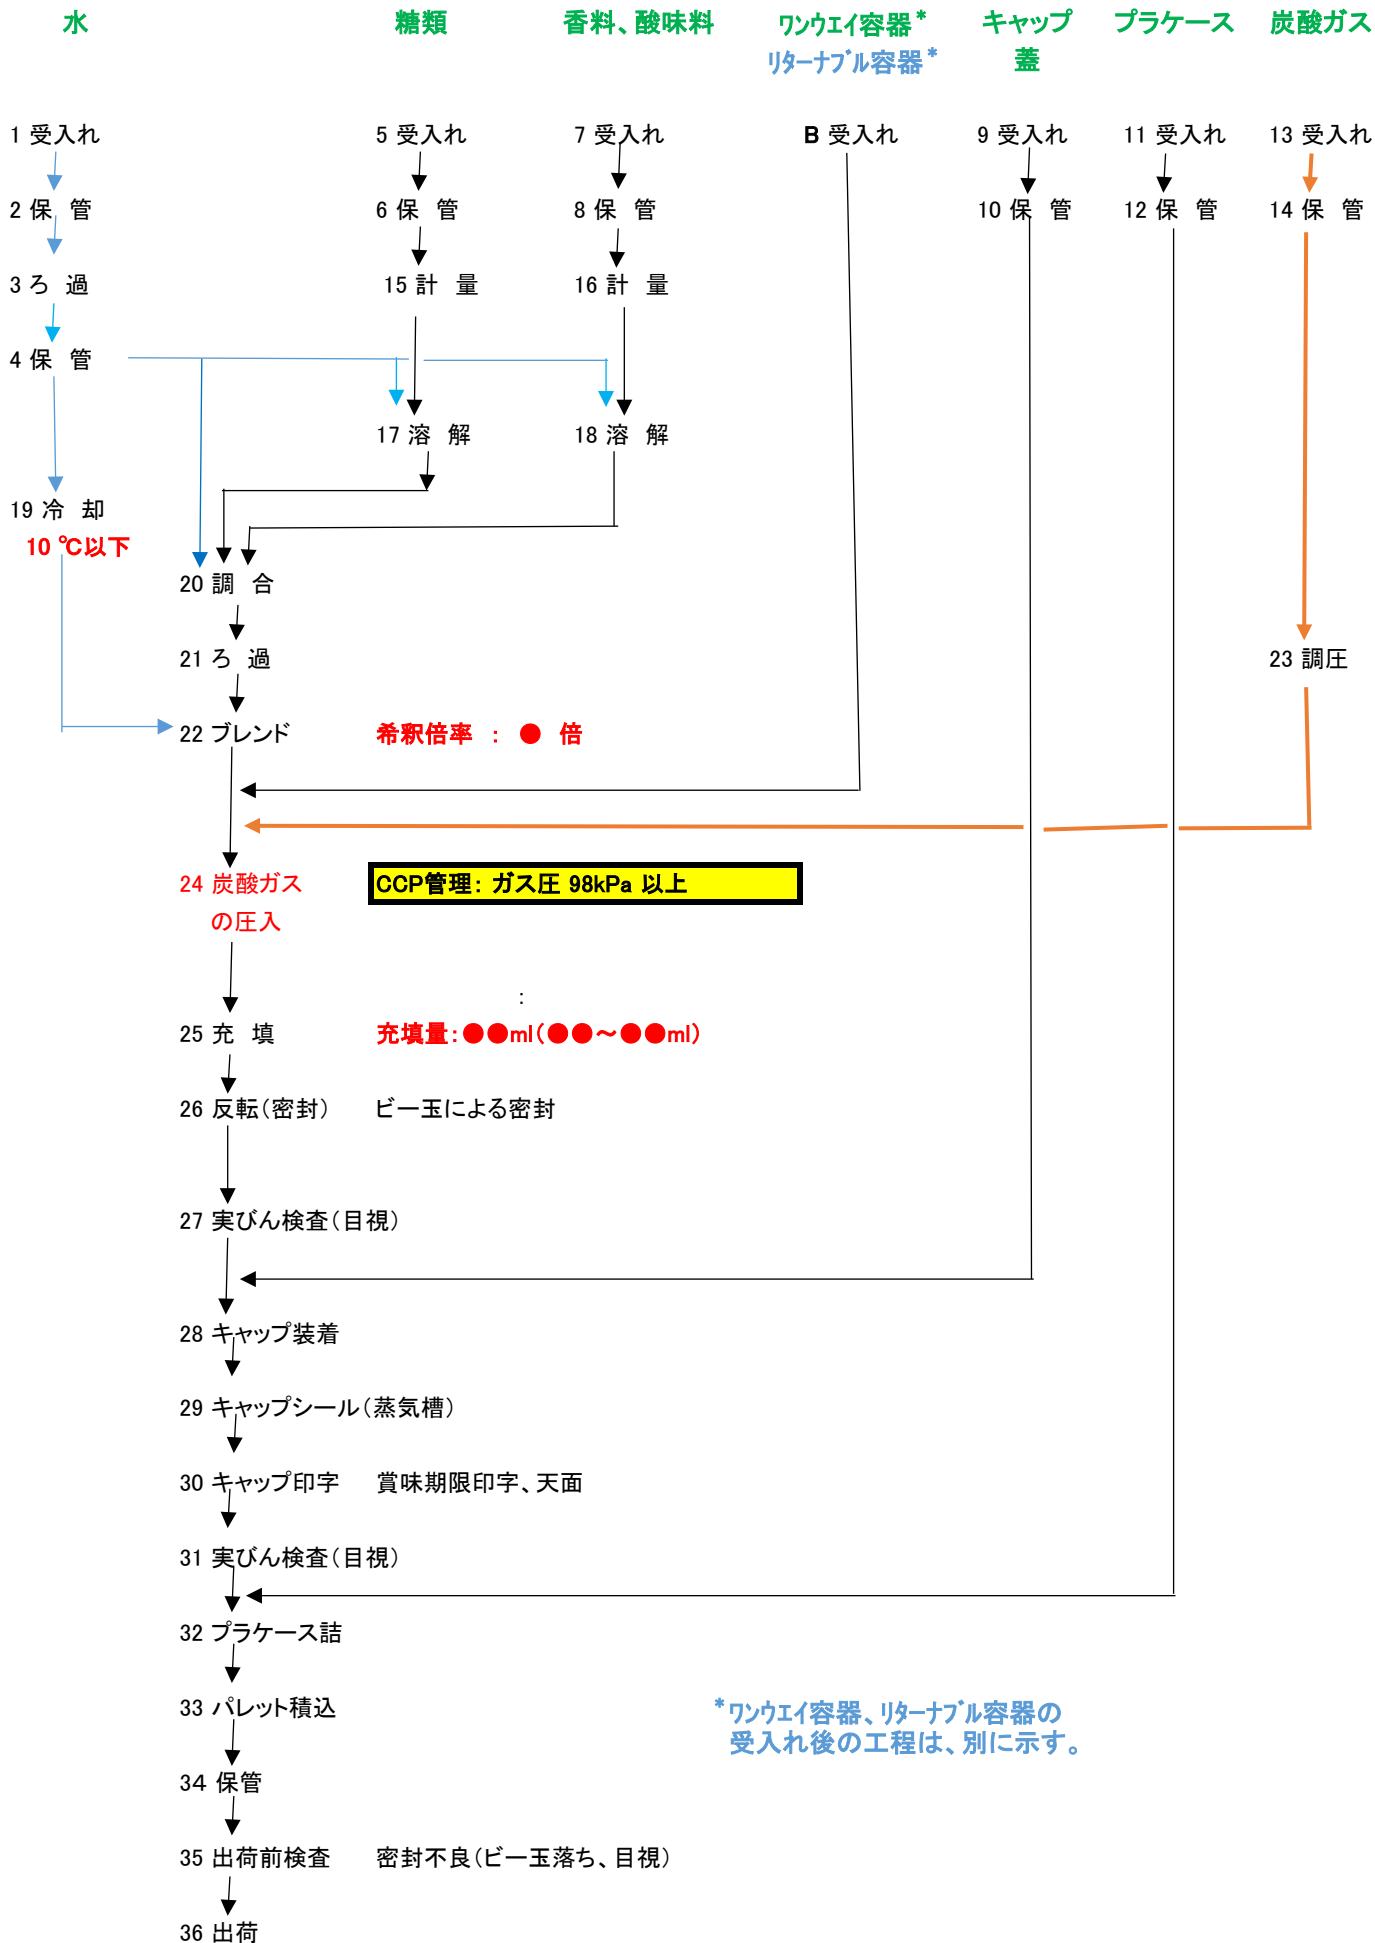 水 糖類 香料、酸味料 ワンウエイ容器* キャップ プラケース 炭酸ガス
リターナブル容器* 蓋
1 受入れ 5 受入れ 7 受入れ B 受入れ 9 受入れ 11 受入れ 13 受入れ
2 保 管 6 保 管 8 保 管 10 保 管 12 保 管 14 保 管
3 ろ 過 15 計 量 16 計 量
4 保 管
17 溶 解 18 溶 解
19 冷 却
10 ℃以下
20 調 合
21 ろ 過 23 調圧
22 ブレンド 希釈倍率 : ● 倍
24 炭酸ガス CCP管理: ガス圧 98kPa 以上
の圧入
:
25 充 填 充填量:●●ml(●●～●●ml)
26 反転(密封) ビー玉による密封
27 実びん検査(目視)
28 キャップ装着
29 キャップシール(蒸気槽)
30 キャップ印字 賞味期限印字、天面
31 実びん検査(目視)
32 プラケース詰
33 パレット積込
*ワンウエイ容器、リターナブル容器の
受入れ後の工程は、別に示す。
34 保管
35 出荷前検査 密封不良(ビー玉落ち、目視)
36 出荷